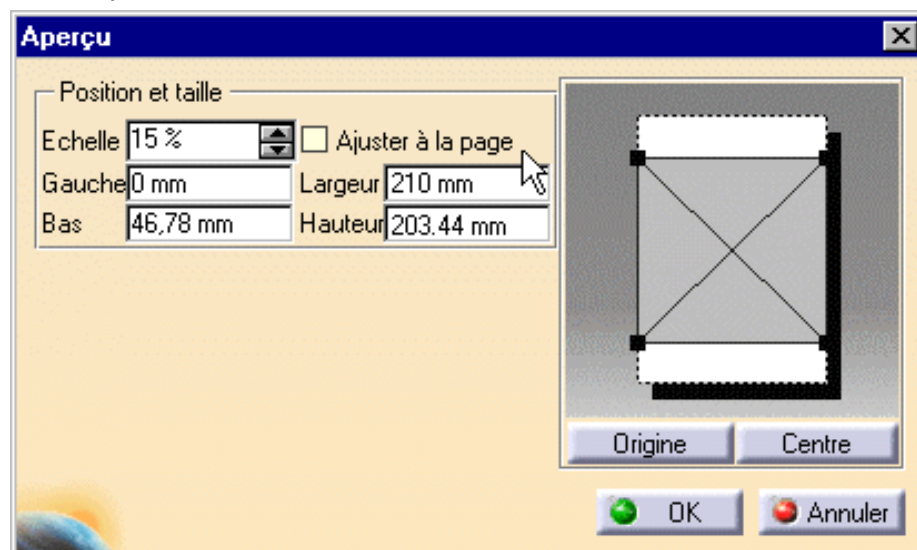 Aperçu
Position et taille
Echelle 15 % Ajuster à la page
Gauche 0 mm Largeur 210 mm
Bas 46,78 mm Hauteur 203.44 mm
Origine Centre
OK Annuler